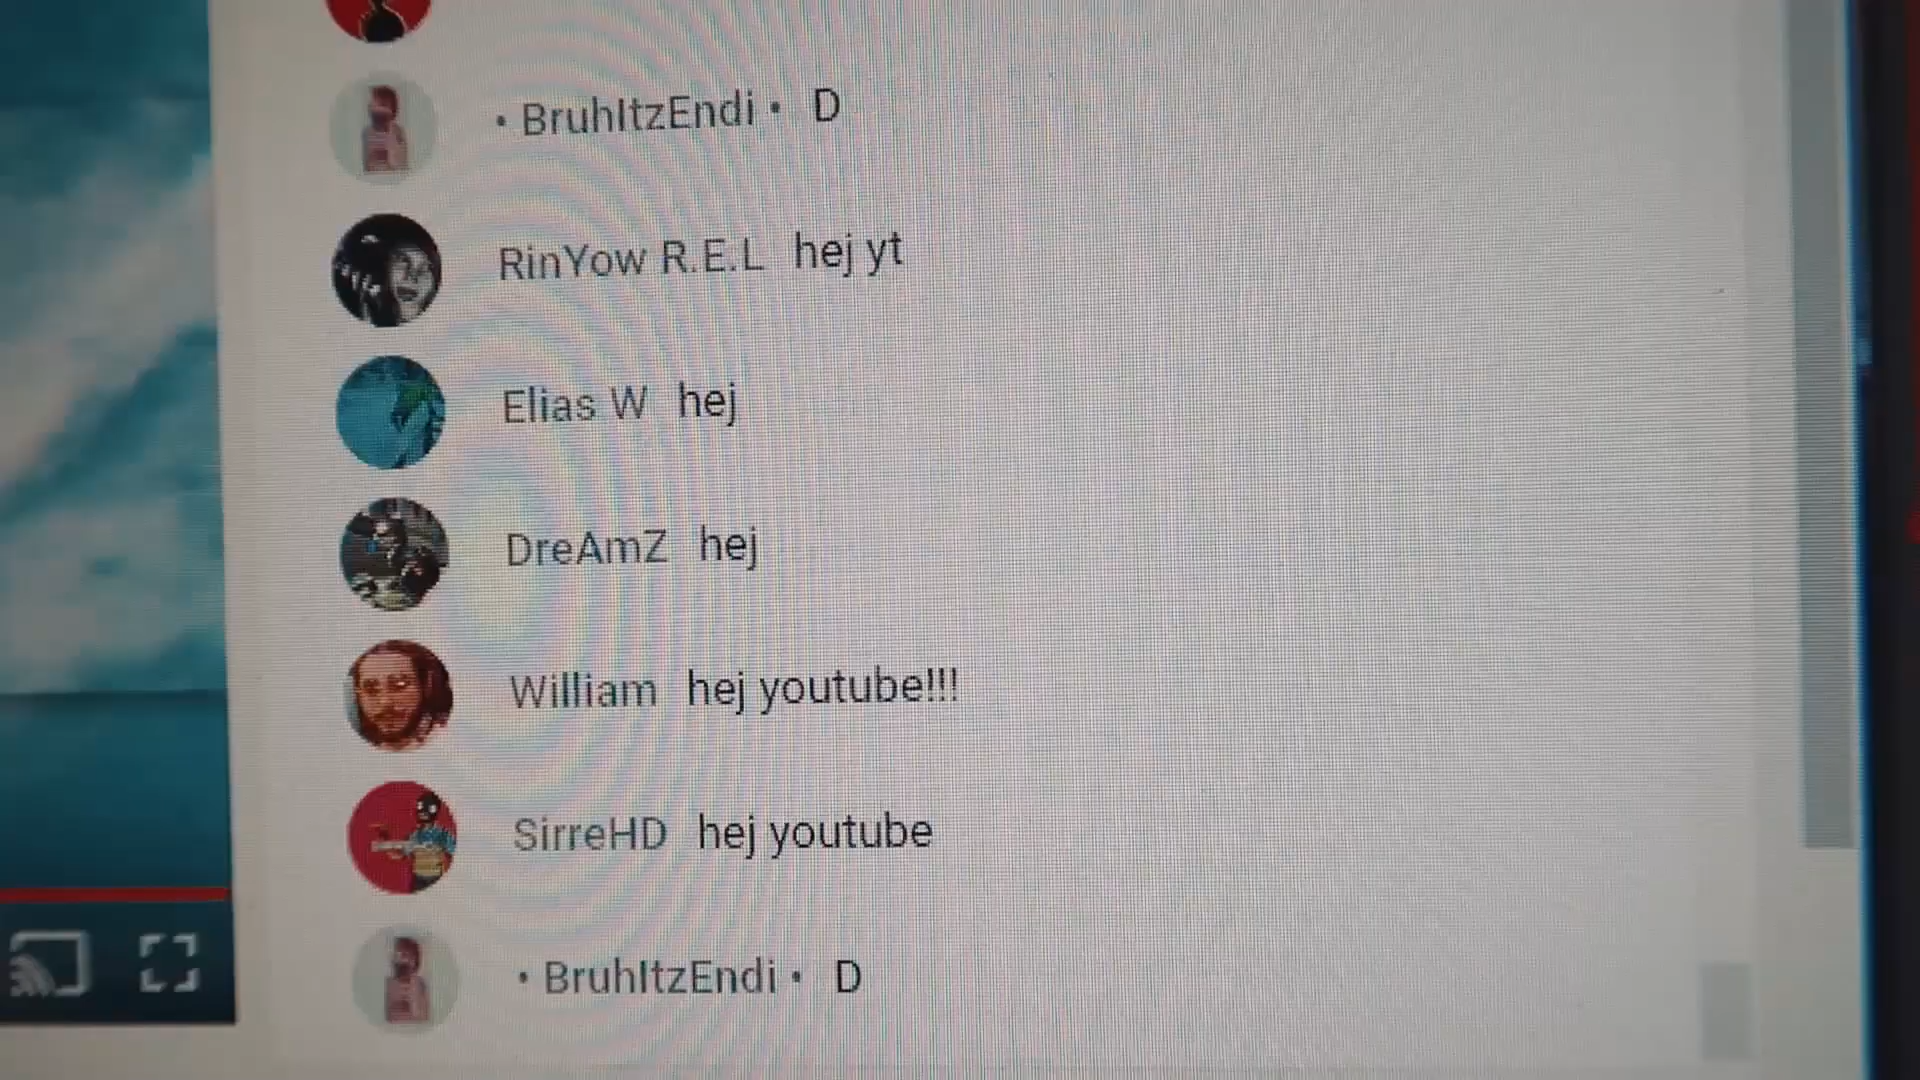 • BruhItzEndi • D
RinYow R.E.L hej yt
Elias W hej
DreAmZ hej
William hej youtube!!!
SirreHD hej youtube
• BruhItzEndi • D